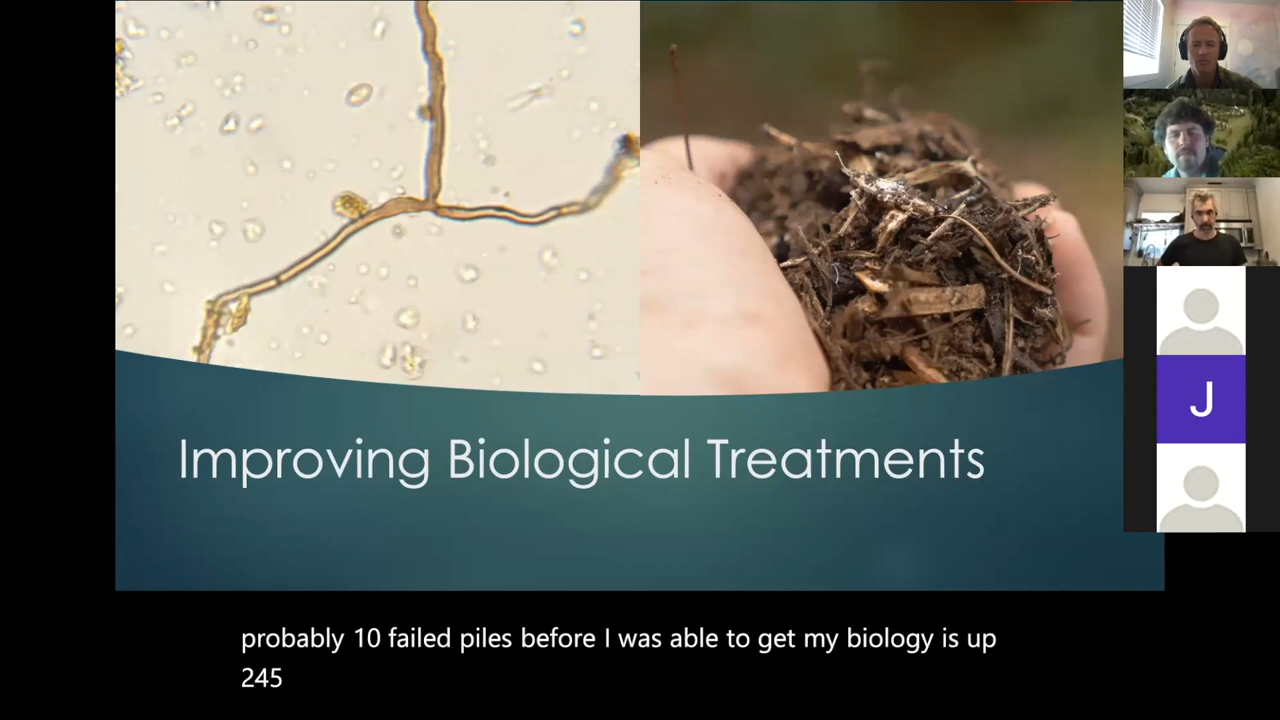 Improving Biological Treatments
J
probably 10 failed piles before I was able to get my biology is up
245